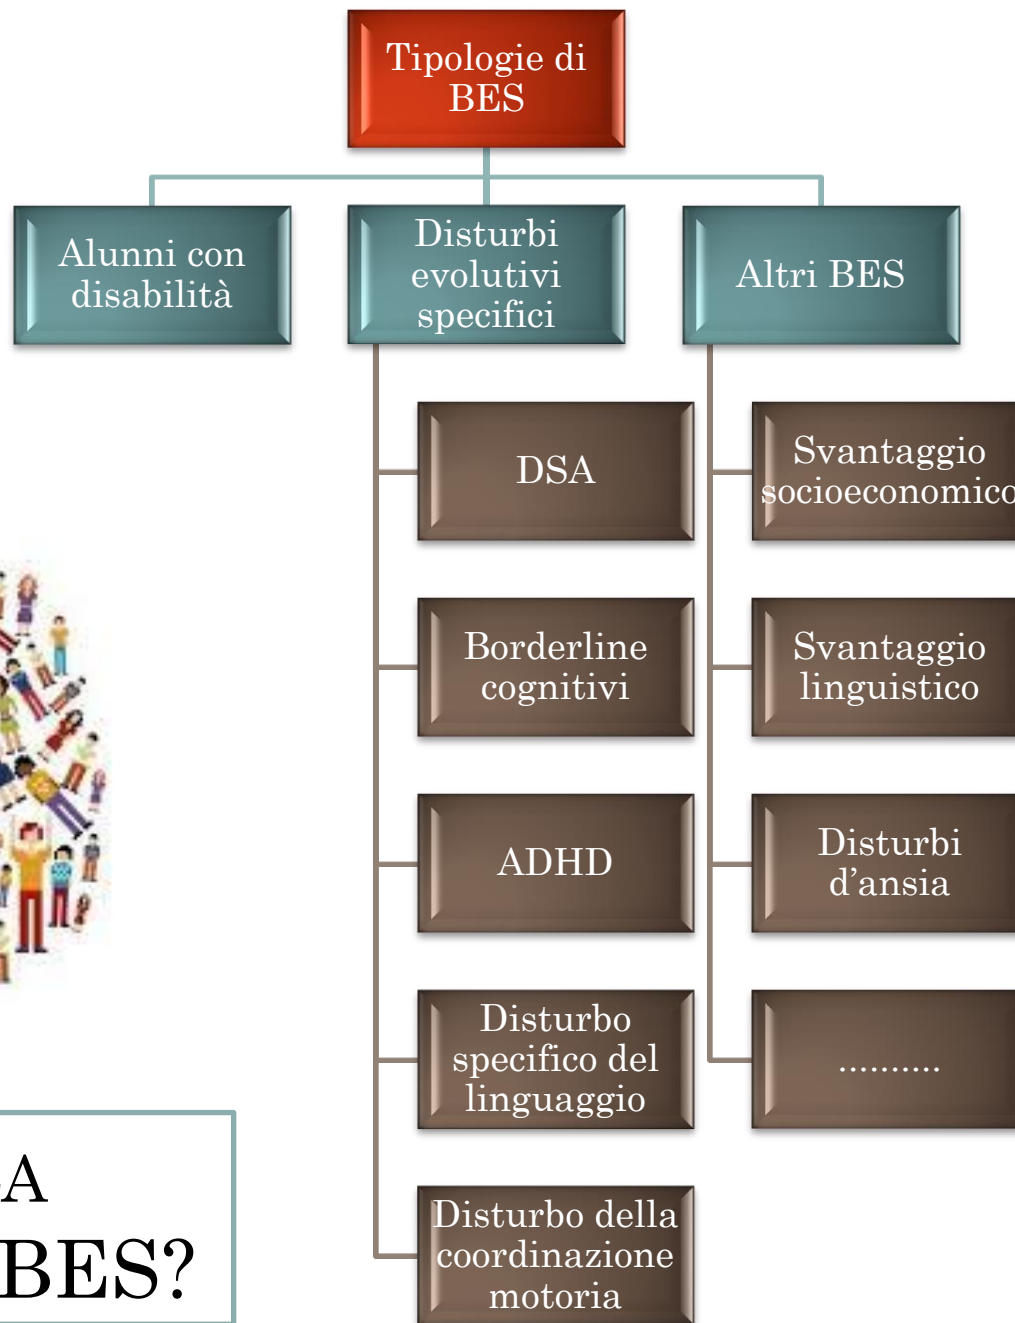 Tipologie di
BES
Alunni con
disabilità
Disturbi
evolutivi
specifici
Altri BES
DSA
Borderline
cognitivi
ADHD
Disturbo
specifico del
linguaggio
Disturbo della
coordinazione
motoria
Svantaggio
socioeconomico
Svantaggio
linguistico
Disturbi
d'ansia
..........
BES?